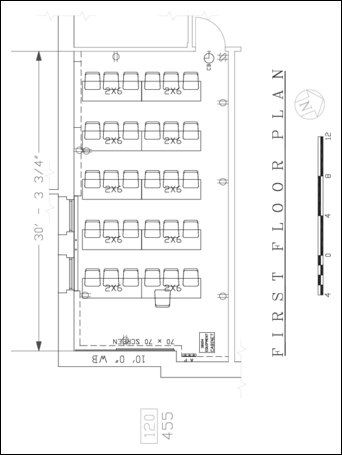 2X6 2X6
2X6 2X6
2X6 2X6
2X6 2X6
2X6 2X6
30' - 3 3/4"
10' 0" WB
70 × 70 SCREEN
CABINET
FIRST FLOOR PLAN
N
4 0 4 8 12
120
455